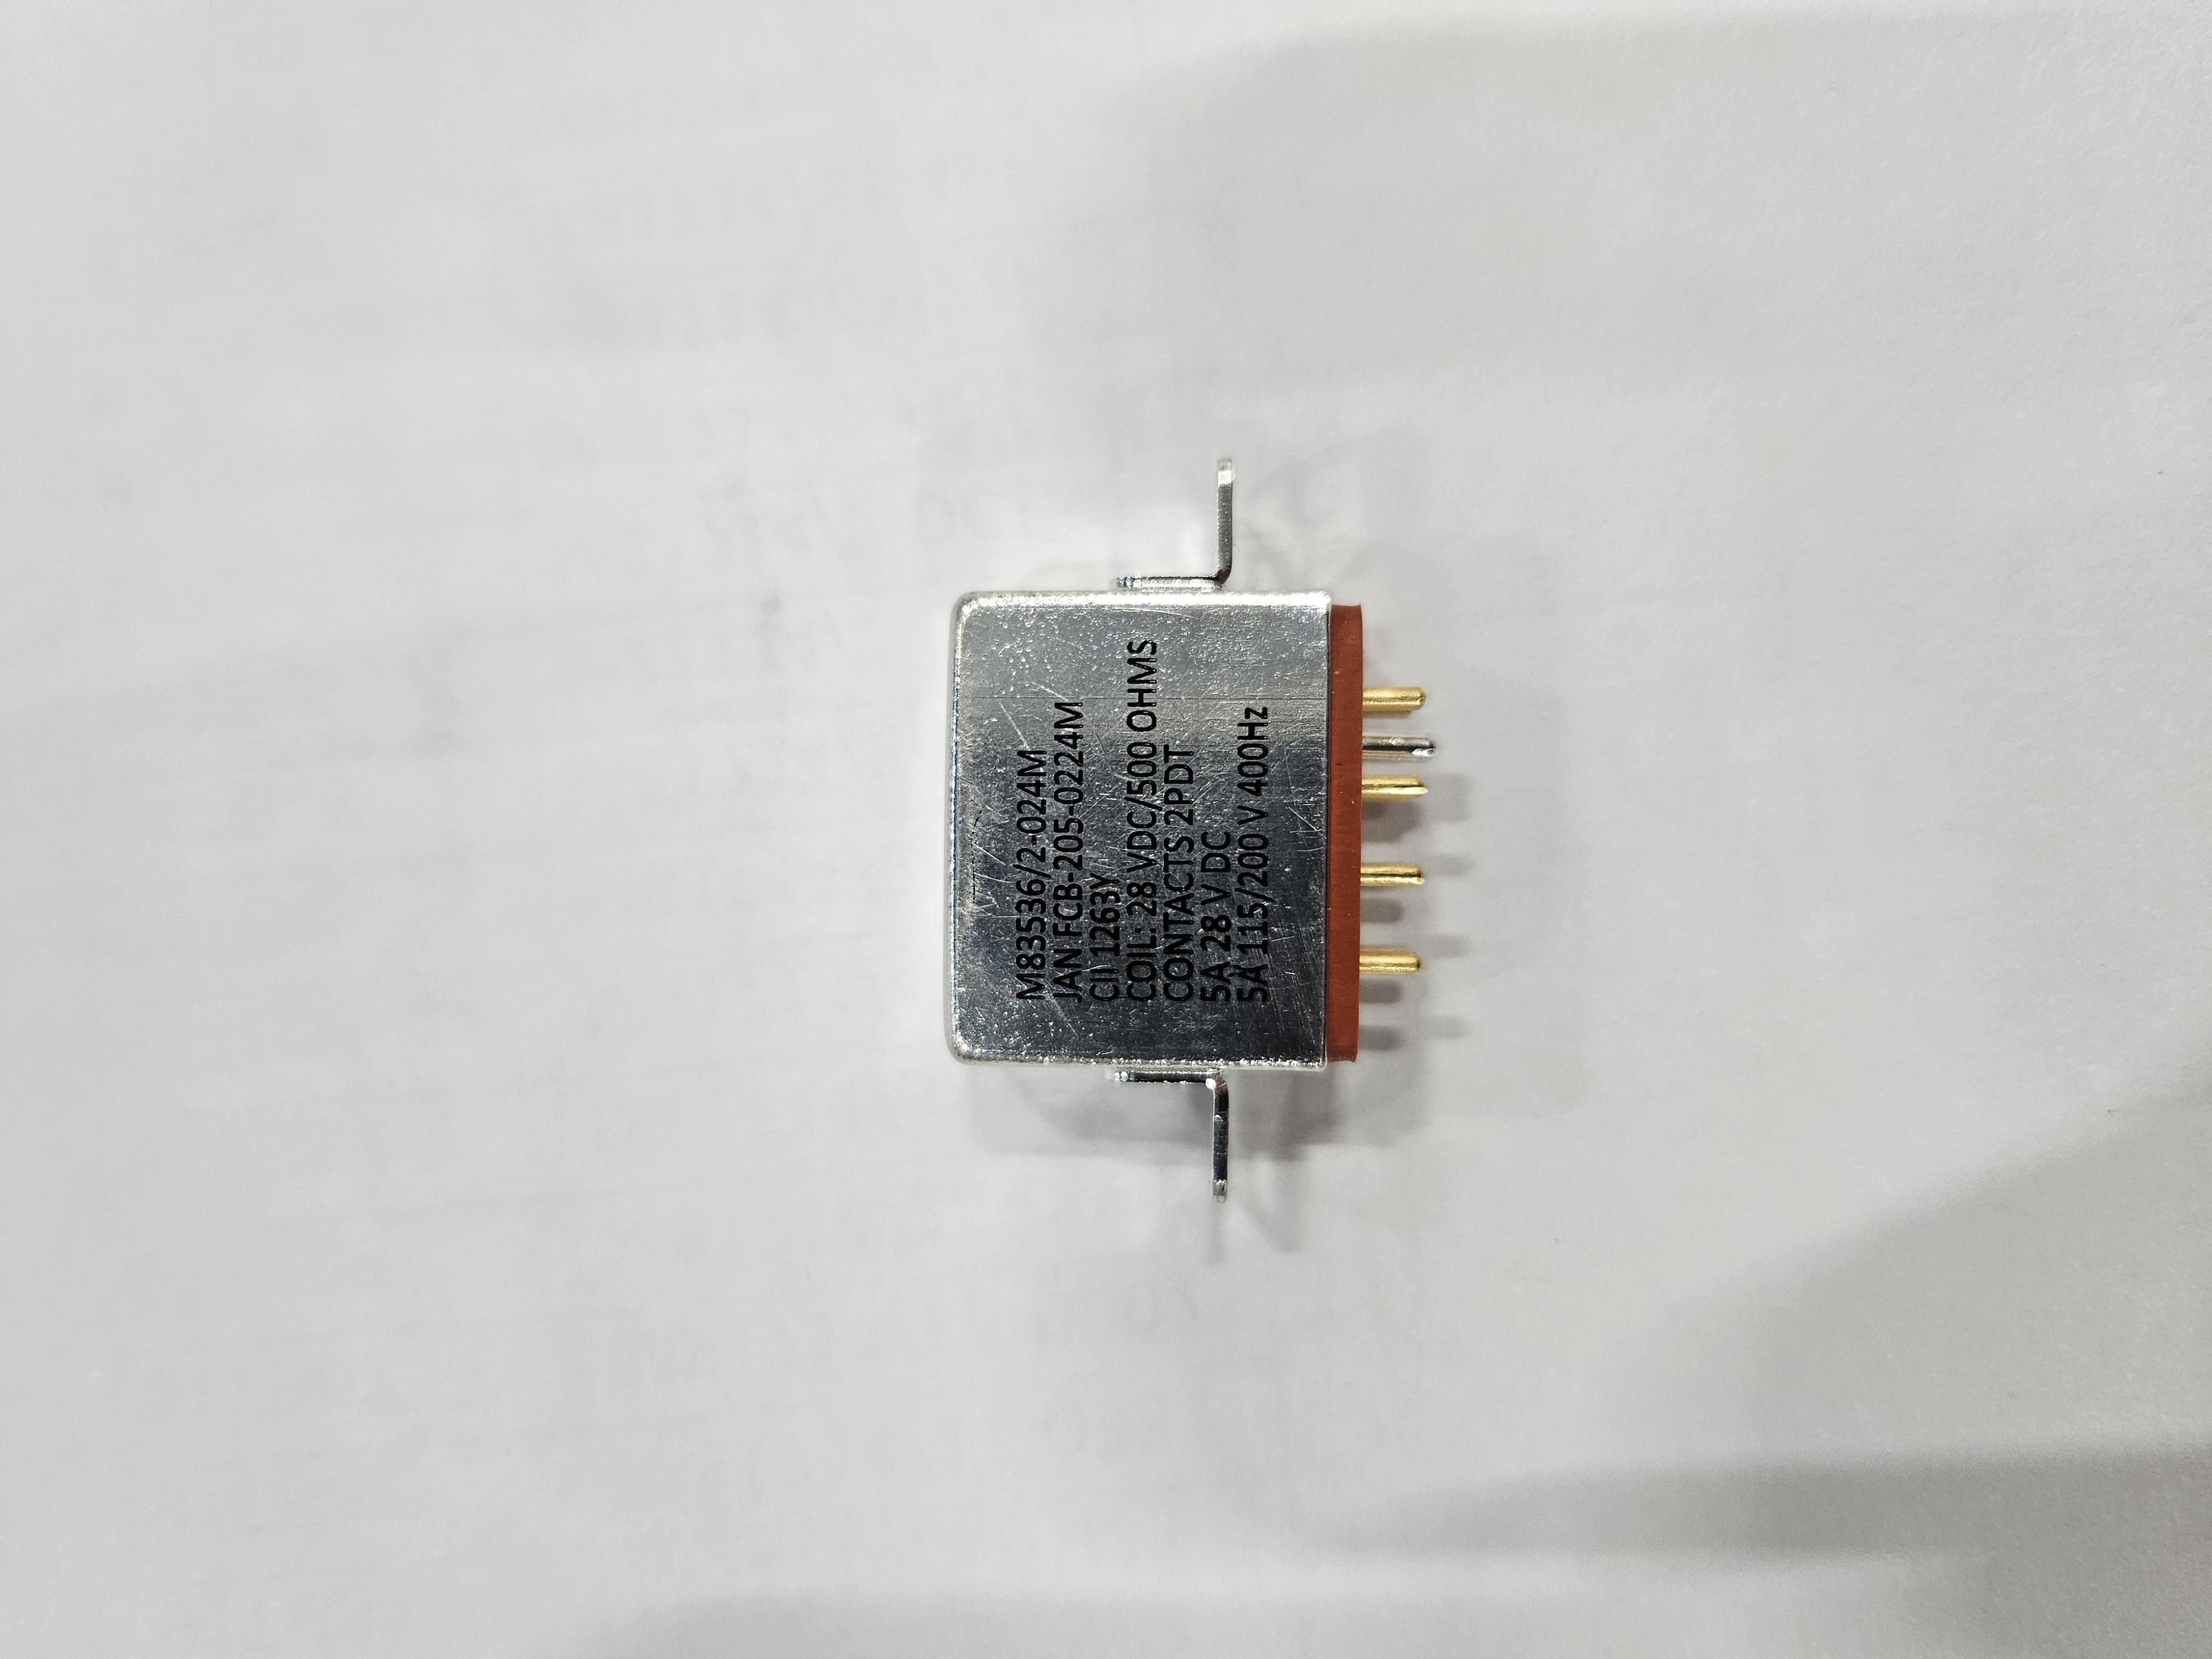 M83536/2-024M
JAN FCB-205-0224M
CII 1263Y
COIL: 28 VDC/500 OHMS
CONTACTS 2PDT
5A 28 V DC
5A 115/200 V 400Hz